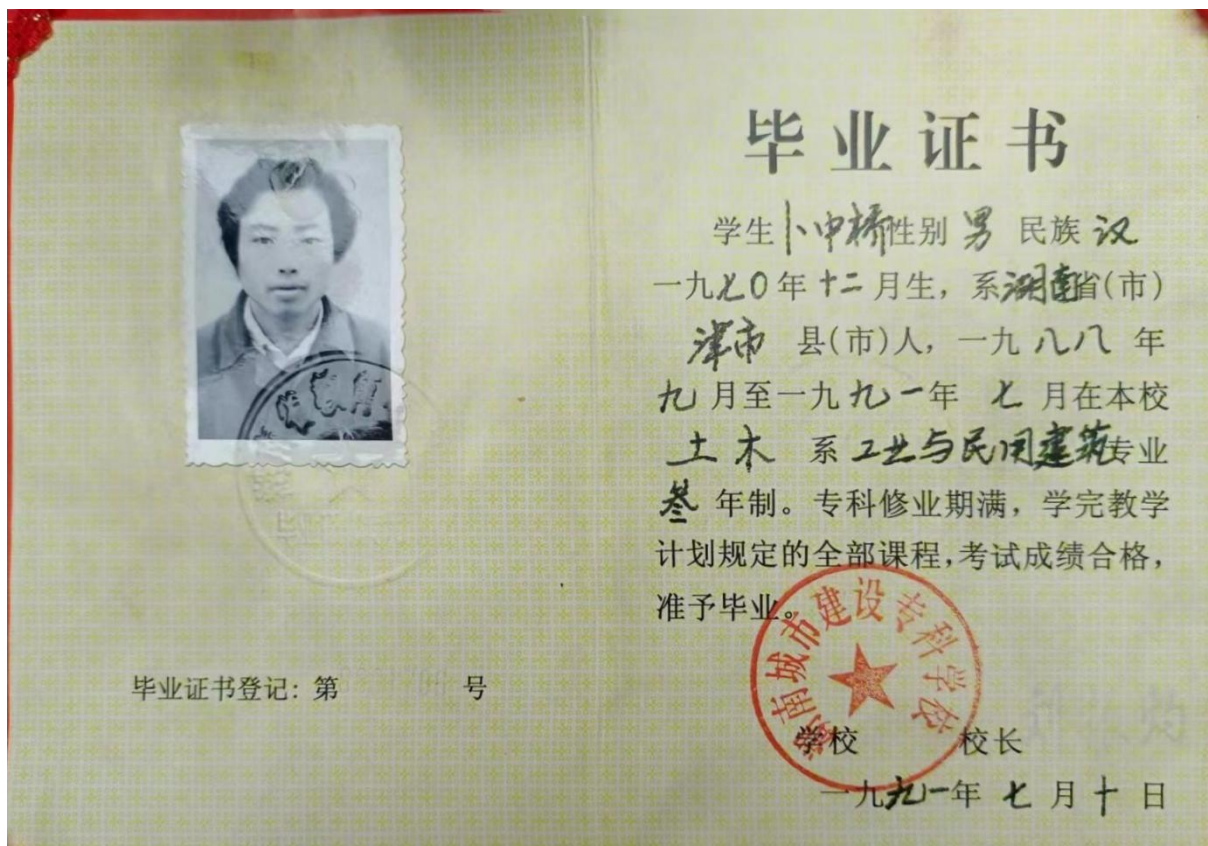 毕业证书
学生卜中桥性别男 民族汉
一九七〇年十二月生，系湖南省(市)
津市 县(市)人，一九八八年
九月至一九九一年 七月在本校
土木 系工业与民用建筑专业
叁年制。专科修业期满，学完教学
计划规定的全部课程，考试成绩合格，
准予毕业。
湖南城市建设专科学校
毕业证书登记：第 号
学校 校长
一九九一年七月十日